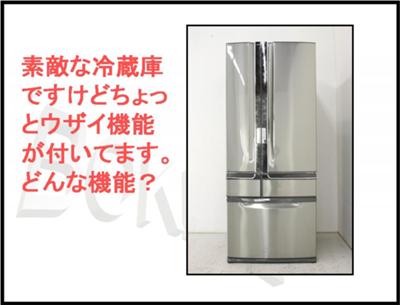 素敵な冷蔵庫
ですけどちょっ
とウザイ機能
が付いてます。
どんな機能？